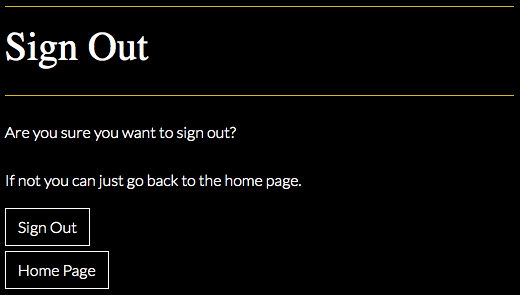 Sign Out
Are you sure you want to sign out?
If not you can just go back to the home page.
Sign Out
Home Page